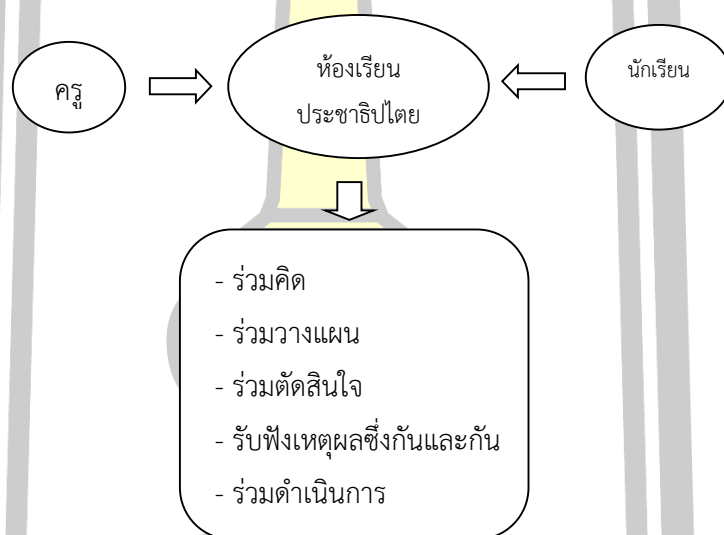 ครู
ห้องเรียน
ประชาธิปไตย
นักเรียน
- ร่วมคิด
- ร่วมวางแผน
- ร่วมตัดสินใจ
- รับฟังเหตุผลซึ่งกันและกัน
- ร่วมดำเนินการ